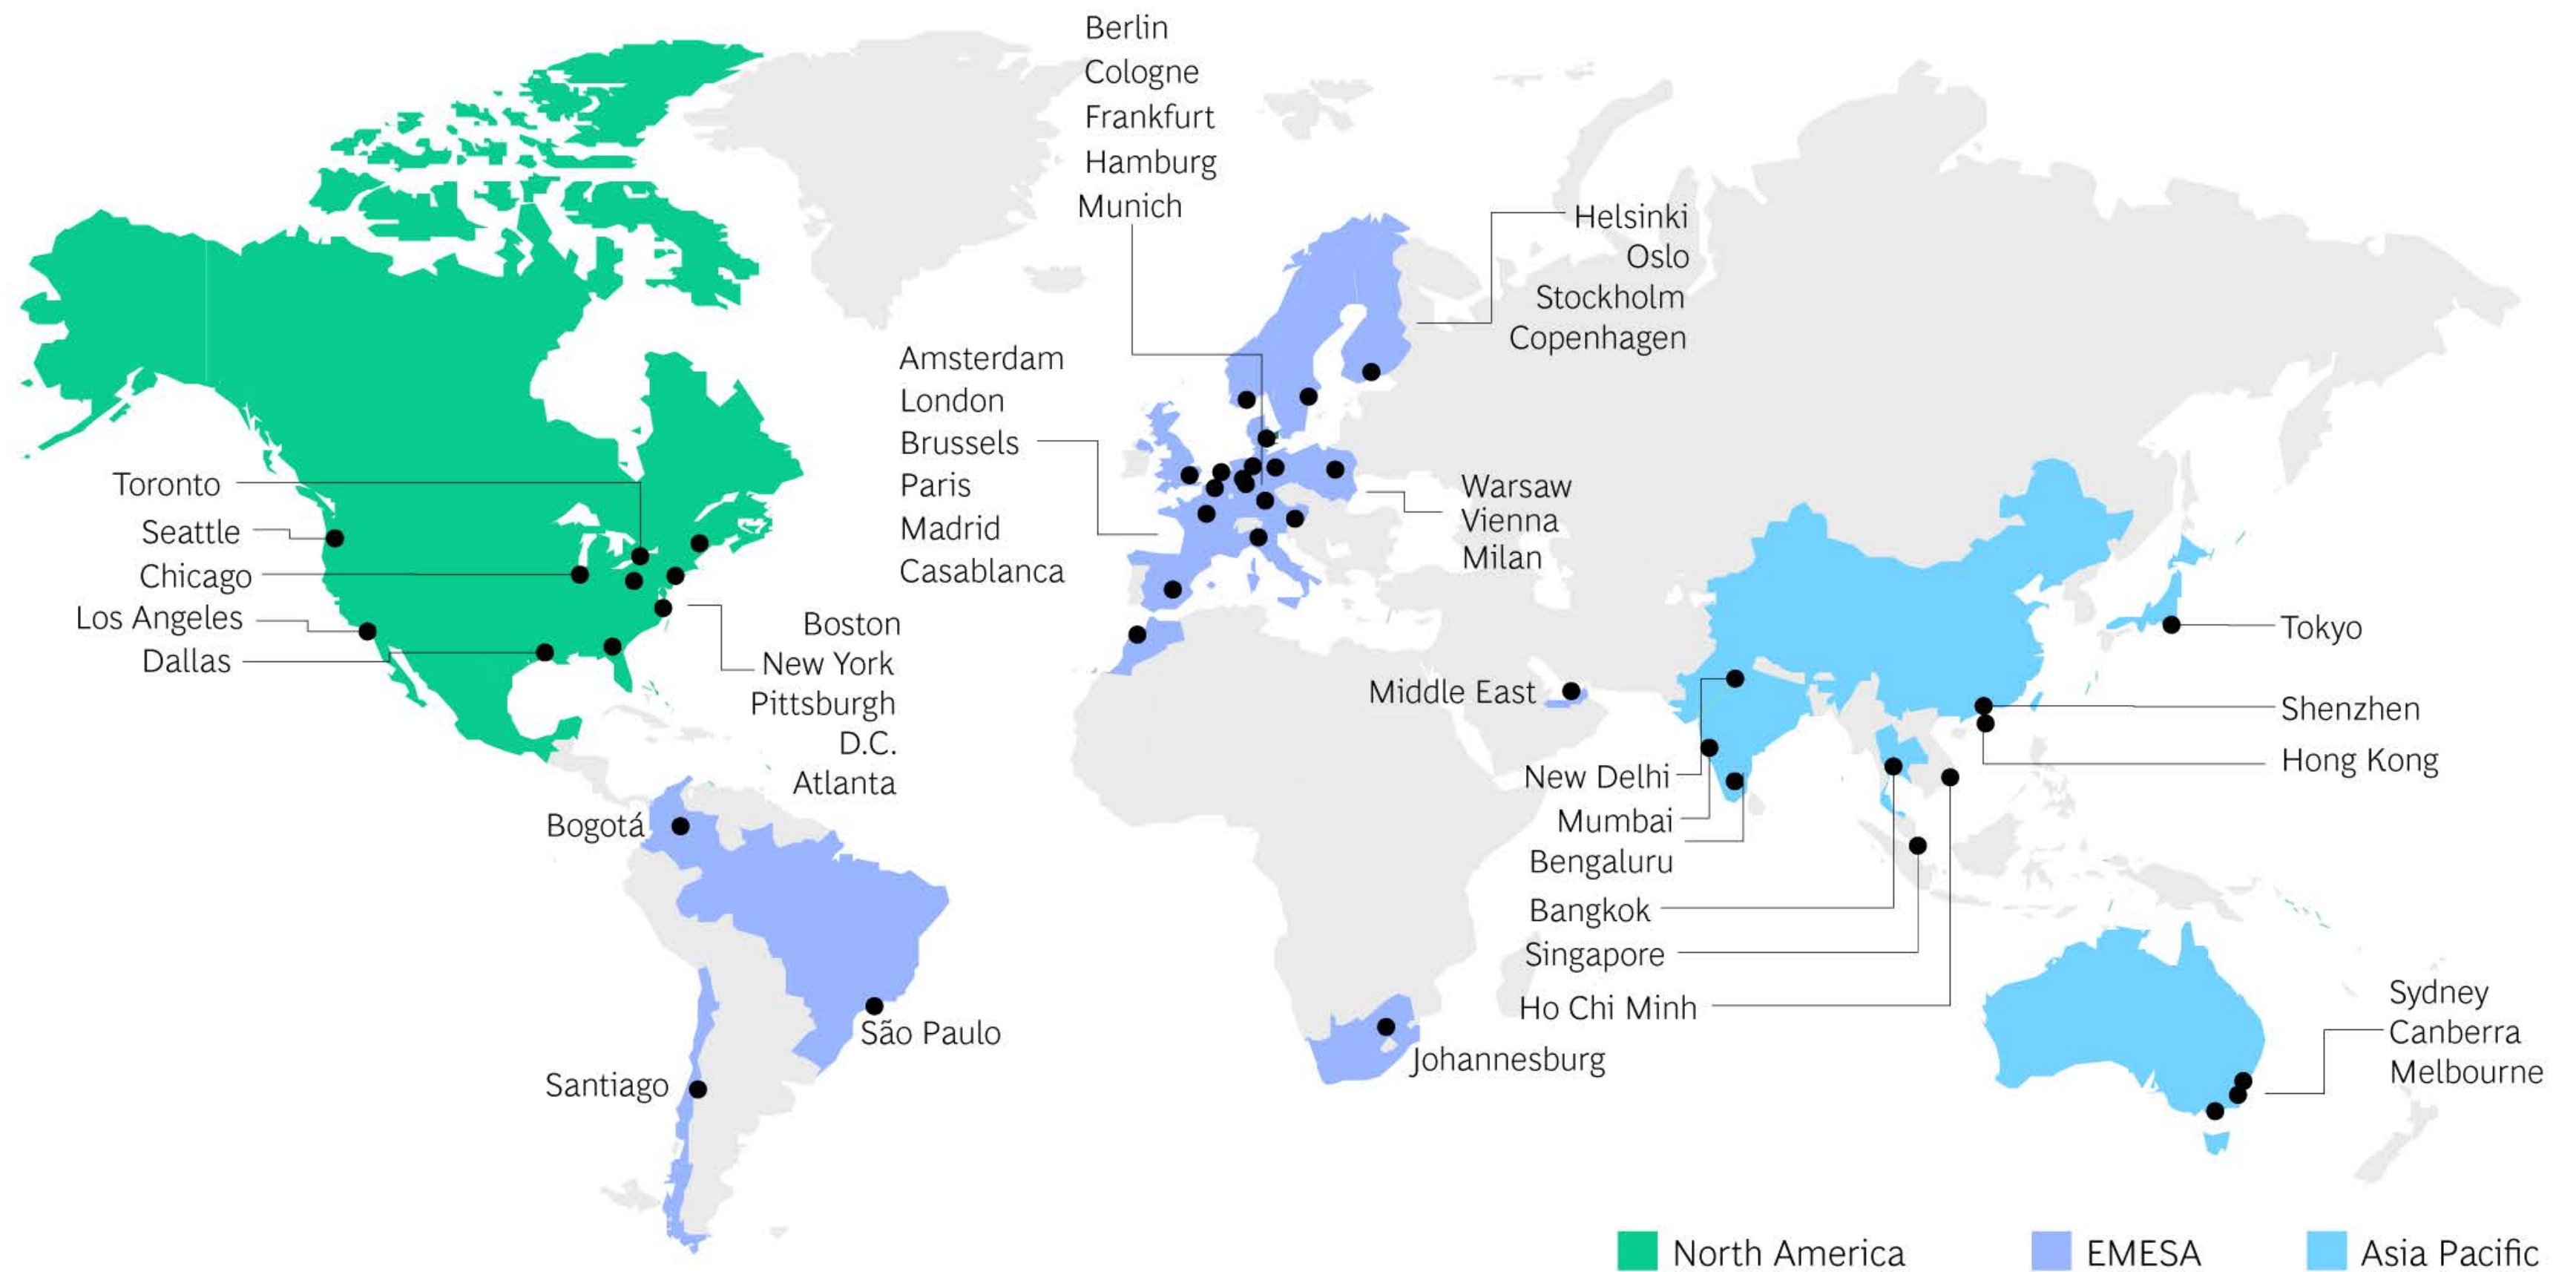 Berlin
Cologne
Frankfurt
Hamburg
Munich
Helsinki
Oslo
Stockholm
Copenhagen
Amsterdam
London
Brussels
Paris
Madrid
Casablanca
Warsaw
Vienna
Milan
Toronto
Seattle
Chicago
Los Angeles
Dallas
Boston
New York
Pittsburgh
D.C.
Atlanta
Middle East
Tokyo
Shenzhen
Hong Kong
New Delhi
Mumbai
Bengaluru
Bangkok
Singapore
Ho Chi Minh
Bogotá
São Paulo
Santiago
Johannesburg
Sydney
Canberra
Melbourne
North America
EMESA
Asia Pacific